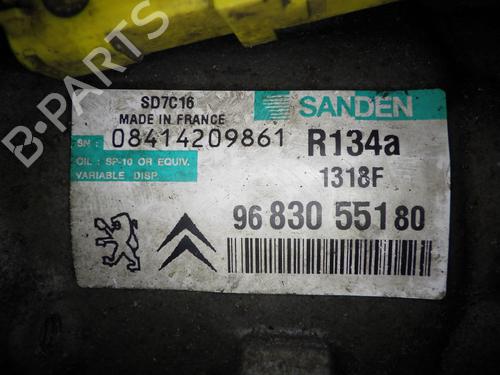 SD7C16
MADE IN FRANCE
SANDEN
SN : 08414209861
R134a
OIL : SP-10 OR EQUIV.
VARIABLE DISP.
1318F
96 830 551 80
B-PARTS